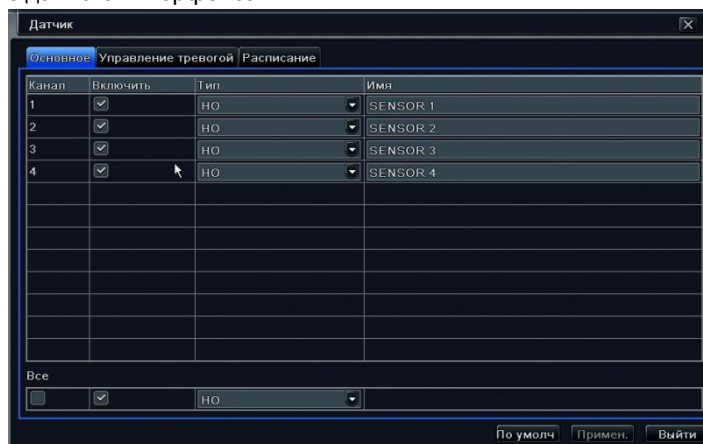 Датчик
Основное Управление тревогой Расписание
Канал Включить Тип Имя
1 НО SENSOR 1
2 НО SENSOR 2
3 НО SENSOR 3
4 НО SENSOR 4
Все
НО
По умолч Примен. Выйти